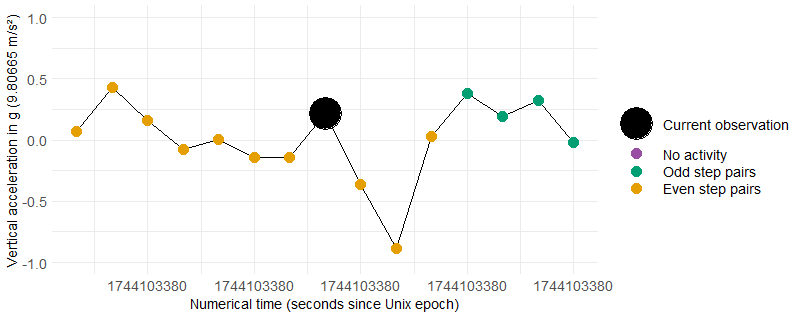 Vertical acceleration in g (9.80665 m/s²)
1.0
0.5
0.0
-0.5
-1.0
1744103380 1744103380 1744103380 1744103380 1744103380
Numerical time (seconds since Unix epoch)
Current observation
No activity
Odd step pairs
Even step pairs